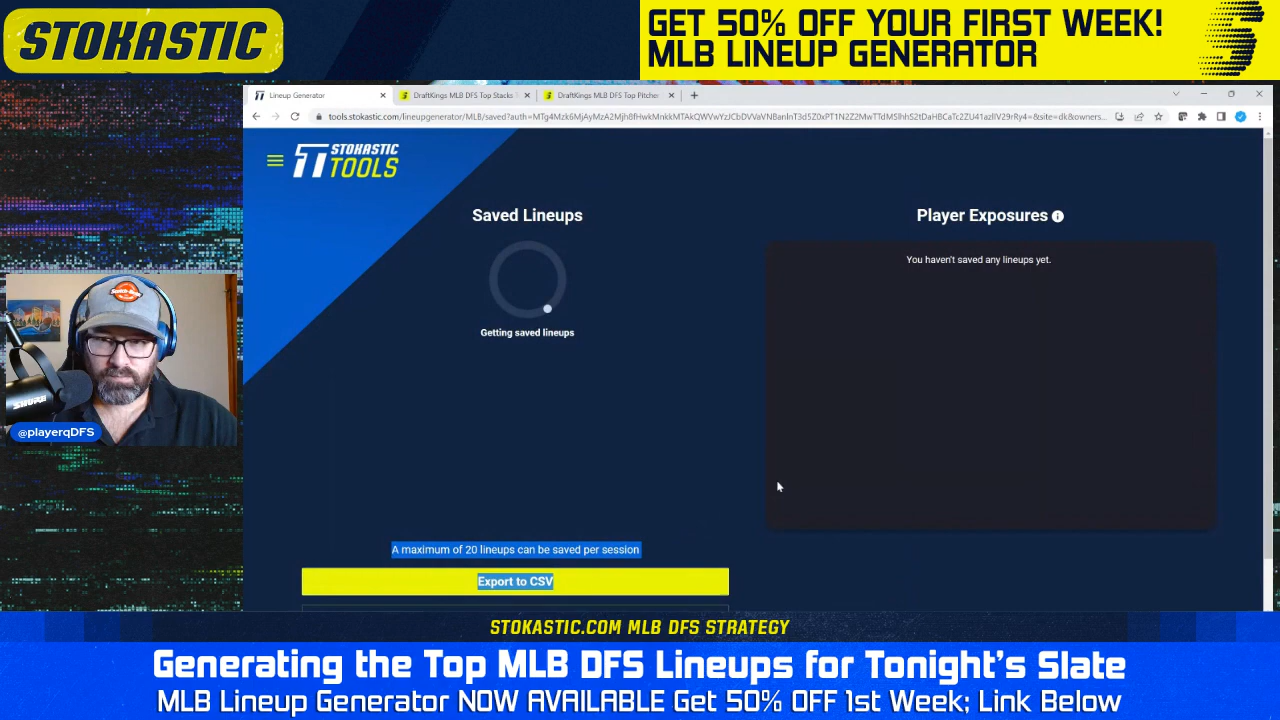 STOKASTIC
GET 50% OFF YOUR FIRST WEEK!
MLB LINEUP GENERATOR
Lineup Generator
DraftKings MLB DFS Top Stacks
DraftKings MLB DFS Top Pitcher
STOKASTIC
TOOLS
Saved Lineups
Player Exposures
Getting saved lineups
You haven't saved any lineups yet.
SHURE
@playerqDFS
A maximum of 20 lineups can be saved per session
Export to CSV
STOKASTIC.COM MLB DFS STRATEGY
Generating the Top MLB DFS Lineups for Tonight's Slate
MLB Lineup Generator NOW AVAILABLE Get 50% OFF 1st Week; Link Below